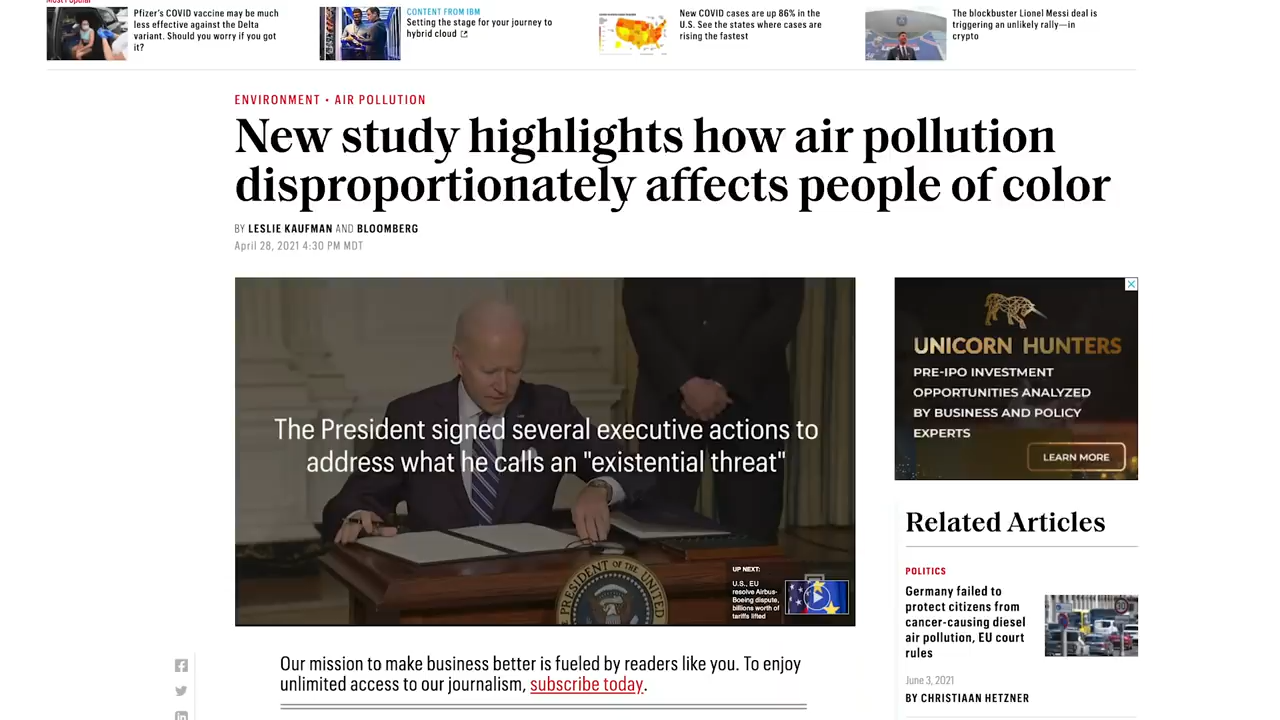 Most Popular
Pfizer's COVID vaccine may be much
less effective against the Delta
variant. Should you worry if you got
it?
CONTENT FROM IBM
Setting the stage for your journey to
hybrid cloud
New COVID cases are up 86% in the
U.S. See the states where cases are
rising the fastest
The blockbuster Lionel Messi deal is
triggering an unlikely rally—in
crypto
ENVIRONMENT • AIR POLLUTION
New study highlights how air pollution
disproportionately affects people of color
BY LESLIE KAUFMAN AND BLOOMBERG
April 28, 2021 4:30 PM MDT
The President signed several executive actions to
address what he calls an "existential threat"
PRESIDENT OF THE UNITED
UP NEXT:
U.S., EU
resolve Airbus-
Boeing dispute,
billions worth of
tariffs lifted
UNICORN HUNTERS
PRE-IPO INVESTMENT
OPPORTUNITIES ANALYZED
BY BUSINESS AND POLICY
EXPERTS
LEARN MORE
Related Articles
POLITICS
Germany failed to
protect citizens from
cancer-causing diesel
air pollution, EU court
rules
June 3, 2021
BY CHRISTIAAN HETZNER
Our mission to make business better is fueled by readers like you. To enjoy
unlimited access to our journalism, subscribe today.